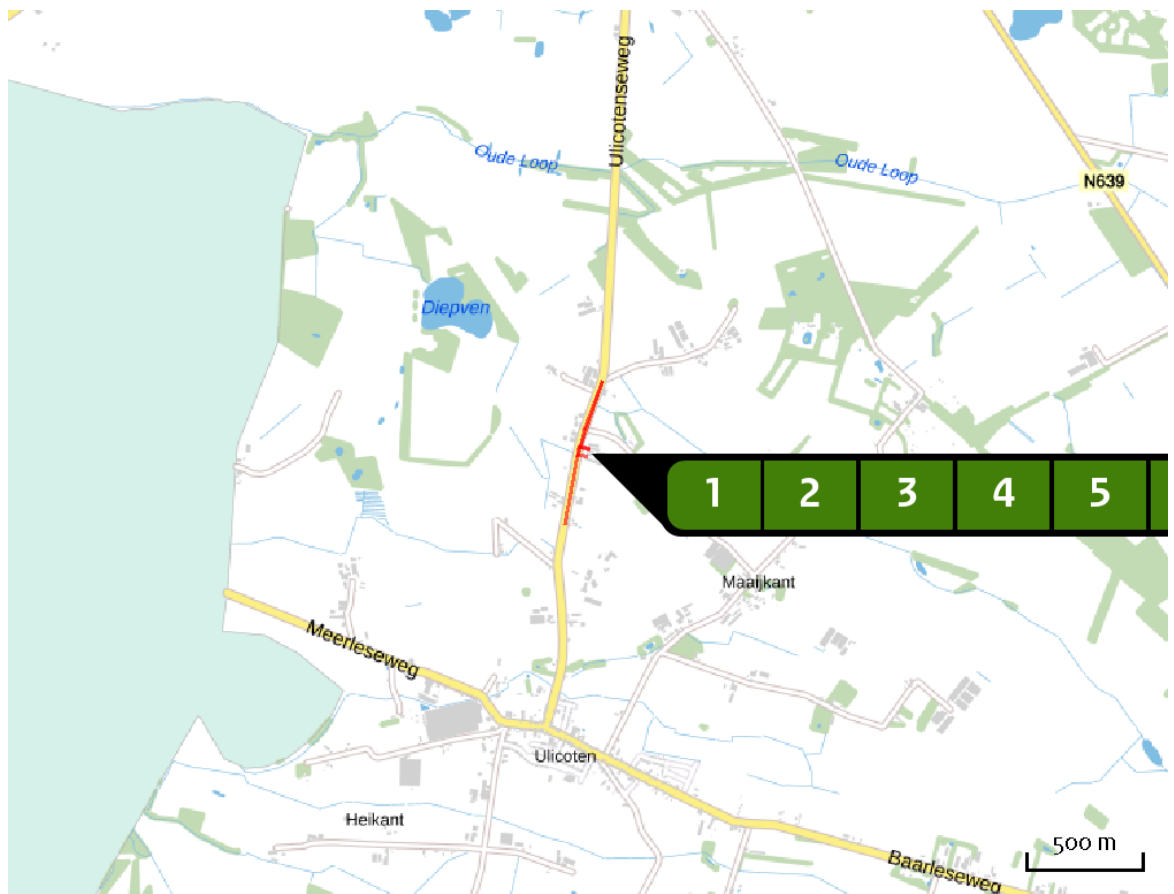 Ulicotenseweg
Oude Loop
Oude Loop
N639
Diepven
1 2 3 4 5
Maaijkant
Meerleseweg
Ulicoten
Heikant
Baarleseweg
500 m